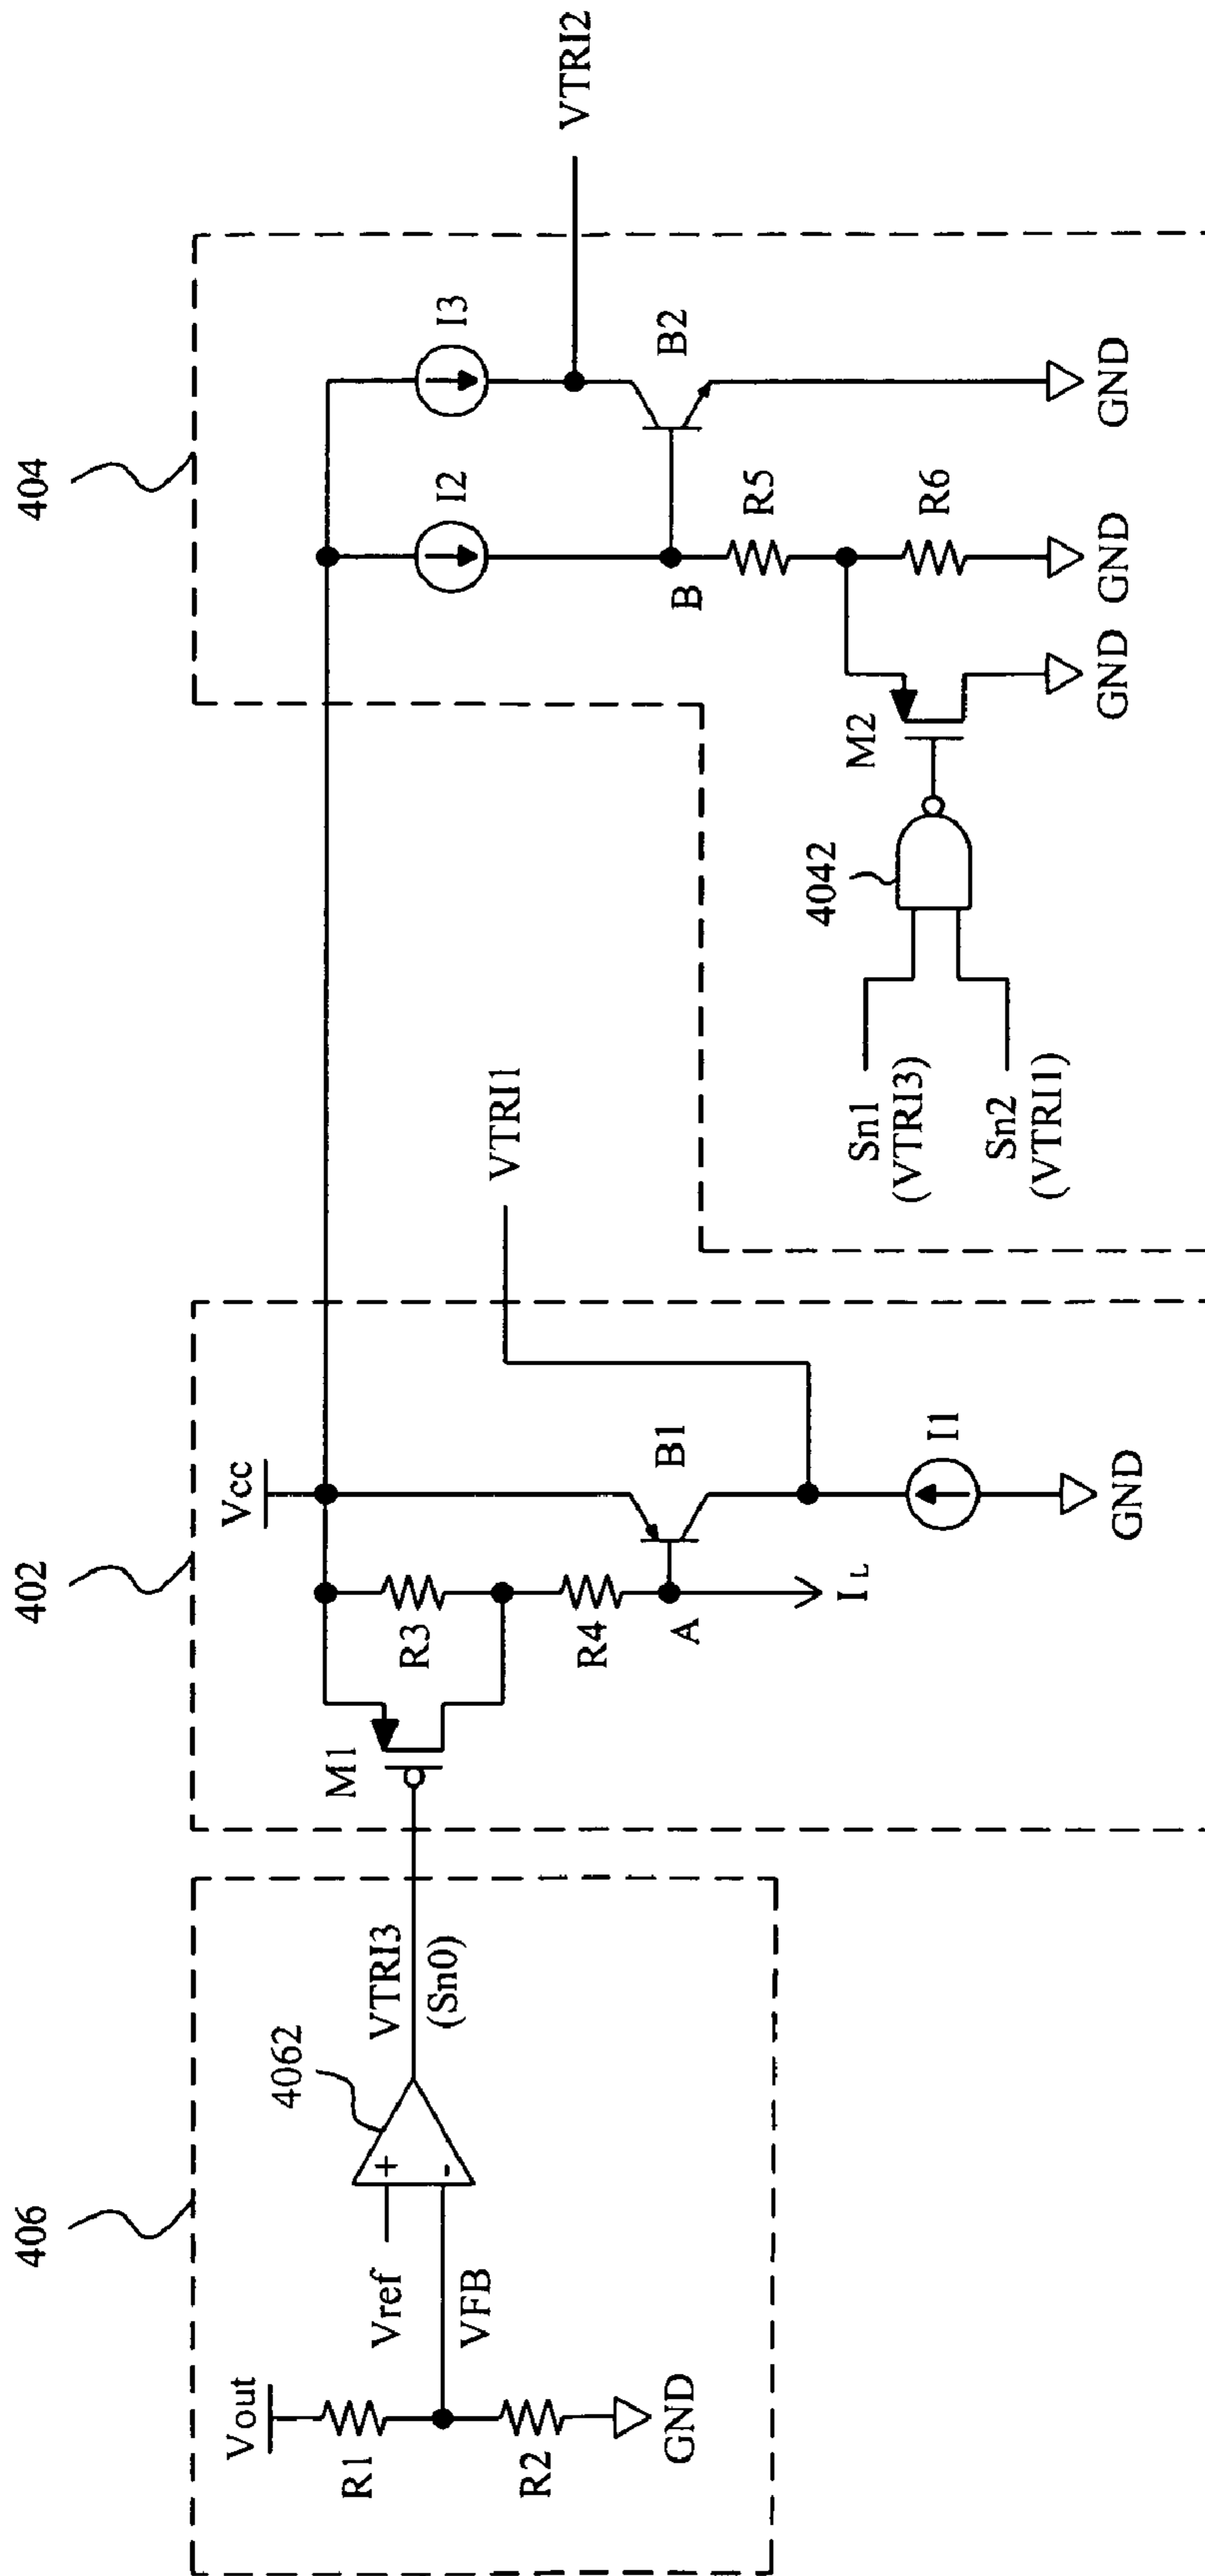 406
402
404
Vout
R1
R2
GND
Vref
VFB
+
-
4062
VTRI3
(Sn0)
M1
Vcc
R3
R4
A
I L
B1
I1
GND
VTRI1
Sn1
(VTRI3)
Sn2
(VTRI1)
4042
M2
GND
I2
B
R5
R6
GND
I3
B2
GND
VTRI2